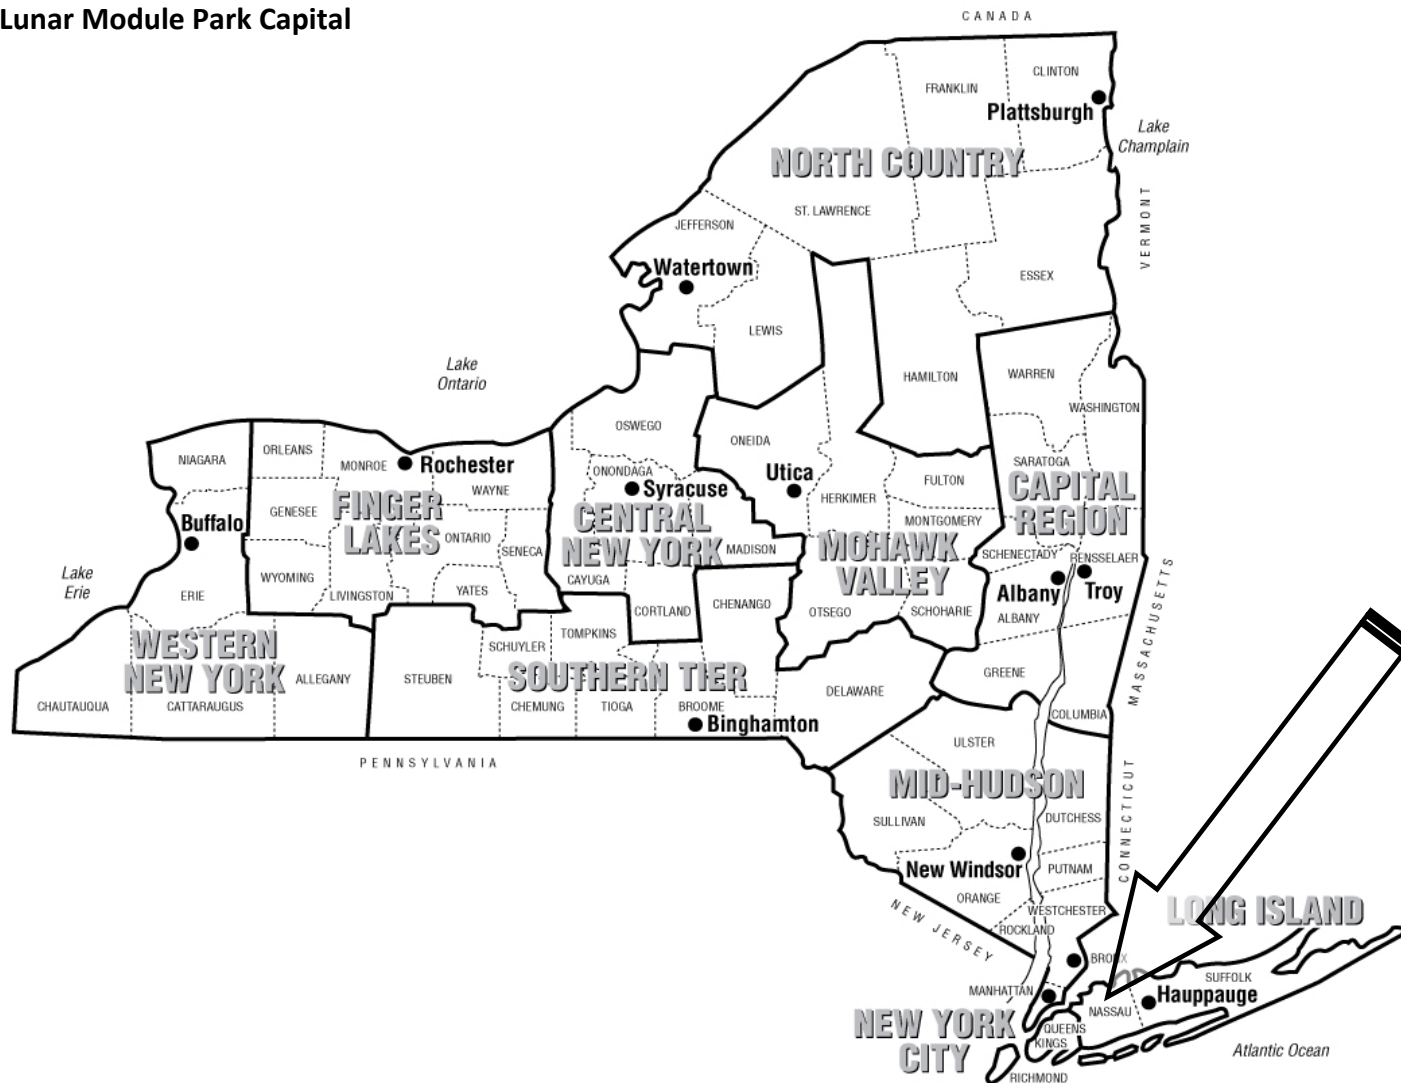 Lunar Module Park Capital
CANADA
CLINTON
FRANKLIN
Plattsburgh
Lake
Champlain
NORTH COUNTRY
VERMONT
ST. LAWRENCE
JEFFERSON
Watertown
ESSEX
LEWIS
Lake
Ontario
HAMILTON
WARREN
WASHINGTON
OSWEGO
ONEIDA
NIAGARA
ORLEANS
MONROE
Rochester
ONONDAGA
Syracuse
Utica
HERKIMER
FULTON
SARATOGA
CAPITAL
REGION
WAYNE
GENESEE
FINGER
LAKES
ONTARIO
SENECA
Buffalo
CENTRAL
NEW YORK
MADISON
MOHAWK
VALLEY
MONTGOMERY
SCHENECTADY
RENSSELAER
Albany
Troy
ALBANY
MASSACHUSETTS
Lake
Erie
ERIE
WYOMING
LIVINGSTON
YATES
CAYUGA
CORTLAND
CHENANGO
OTSEGO
SCHOHARIE
WESTERN
NEW YORK
ALLEGANY
CHAUTAUQUA
CATTARAUGUS
STEUBEN
SCHUYLER
TOMPKINS
SOUTHERN TIER
CHEMUNG
TIOGA
BROOME
Binghamton
DELAWARE
GREENE
COLUMBIA
PENNSYLVANIA
ULSTER
MID-HUDSON
SULLIVAN
DUTCHESS
CONNECTICUT
New Windsor
PUTNAM
ORANGE
WESTCHESTER
ROCKLAND
NEW JERSEY
LONG ISLAND
BRONX
SUFFOLK
MANHATTAN
Hauppauge
NASSAU
NEW YORK
CITY
QUEENS
KINGS
RICHMOND
Atlantic Ocean